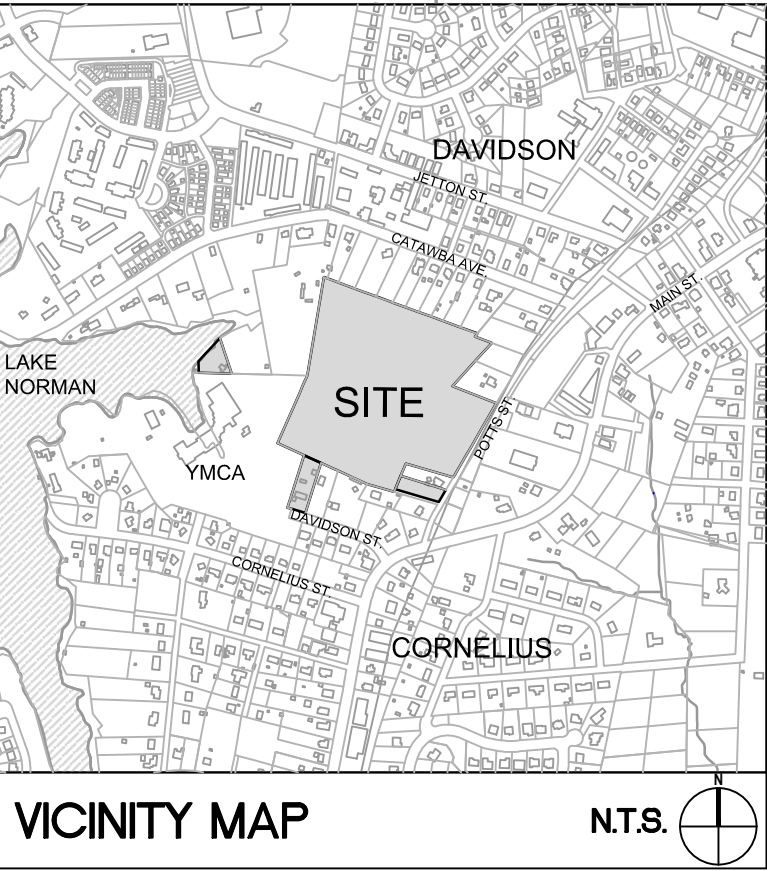 DAVIDSON
JETTON ST.
CATAWBA AVE.
MAIN ST.
LAKE
NORMAN
SITE
POTTS ST.
YMCA
DAVIDSON ST.
CORNELIUS ST.
CORNELIUS
VICINITY MAP
N.T.S.
N